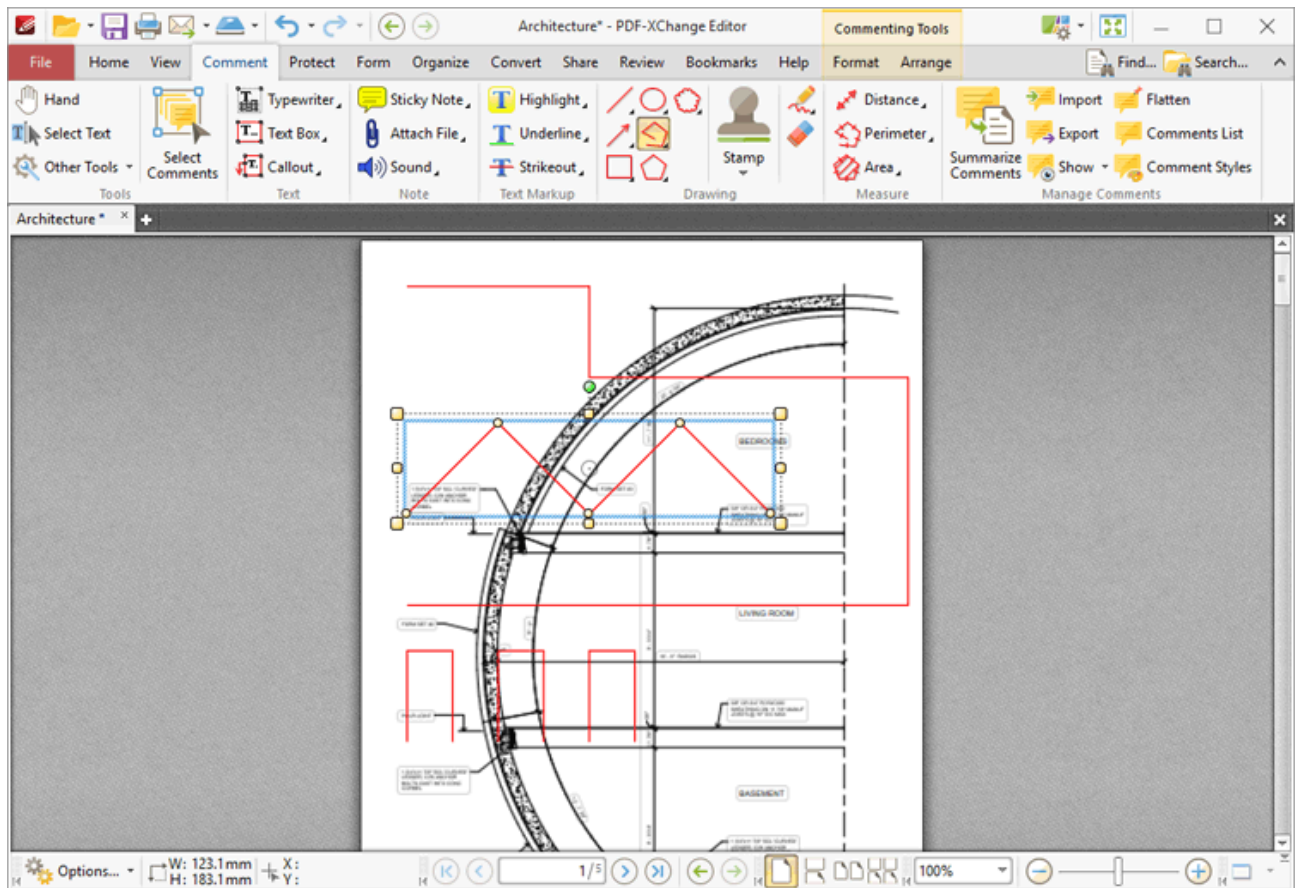 Architecture* - PDF-XChange Editor
Commenting Tools
File Home View Comment Protect Form Organize Convert Share Review Bookmarks Help Format Arrange Find... Search...
Hand
Select Text
Other Tools
Tools
Select
Comments
Typewriter
Text Box
Callout
Text
Sticky Note
Attach File
Sound
Note
Highlight
Underline
Strikeout
Text Markup
Drawing
Stamp
Distance
Perimeter
Area
Measure
Summarize
Comments
Import
Export
Show
Flatten
Comments List
Comment Styles
Manage Comments
Architecture *
BEDROOMS
LIVING ROOM
BASEMENT
Options...
W: 123.1mm
H: 183.1mm
X:
Y:
1/5
100%